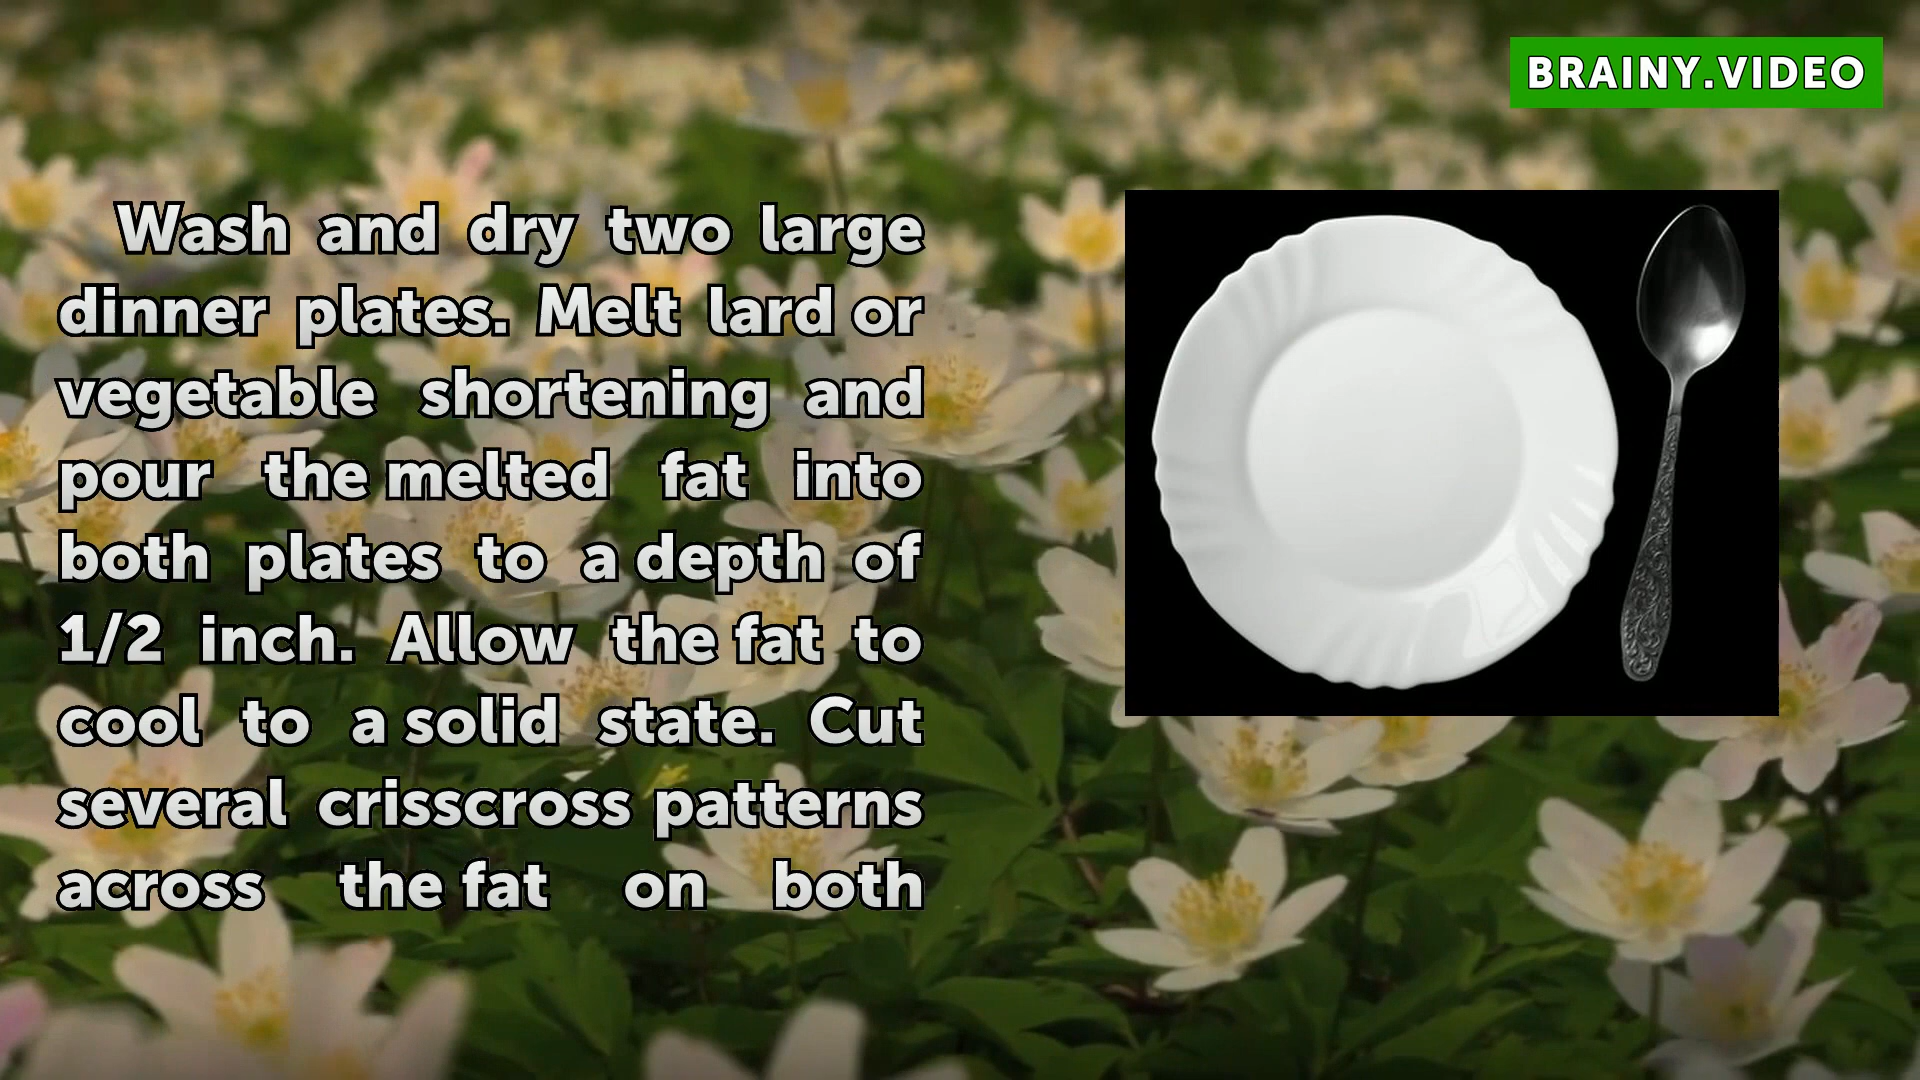 BRAINY.VIDEO
Wash and dry two large
dinner plates. Melt lard or
vegetable shortening and
pour the melted fat into
both plates to a depth of
1/2 inch. Allow the fat to
cool to a solid state. Cut
several crisscross patterns
across the fat on both